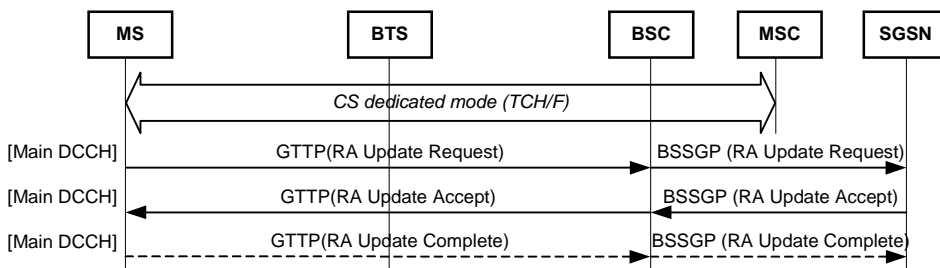 MS BTS BSC MSC SGSN
CS dedicated mode (TCH/F)
[Main DCCH] GTTP(RA Update Request) BSSGP (RA Update Request)
[Main DCCH] GTTP(RA Update Accept) BSSGP (RA Update Accept)
[Main DCCH] GTTP(RA Update Complete) BSSGP (RA Update Complete)